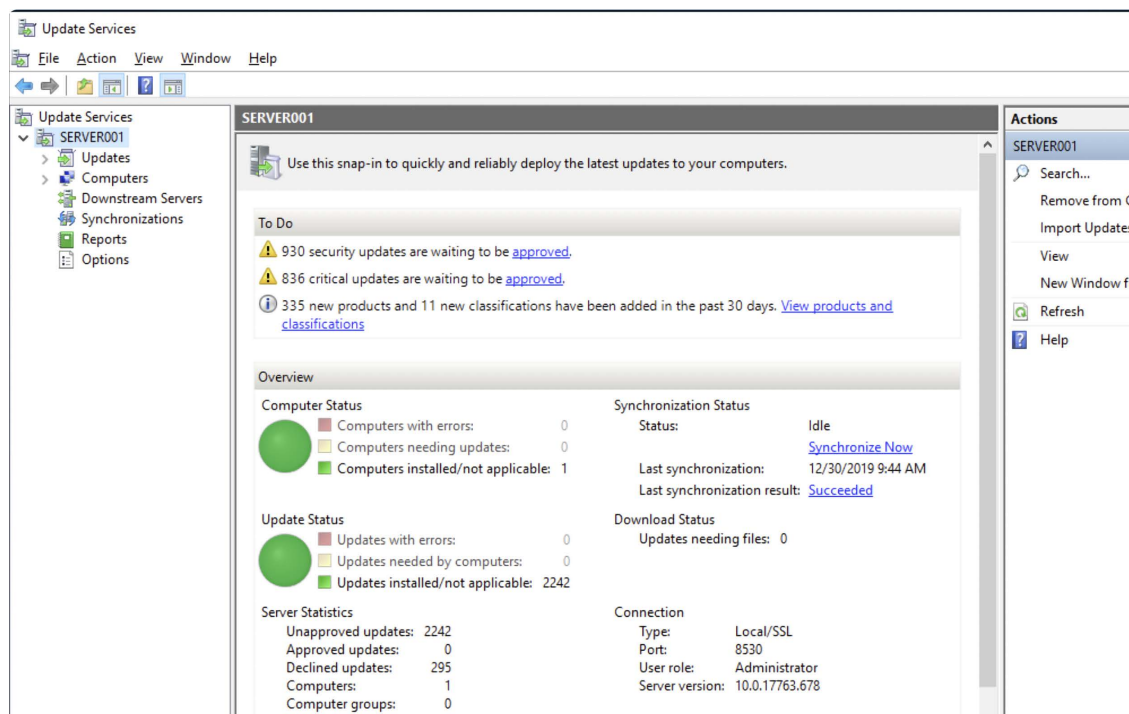 Update Services
File Action View Window Help
Update Services
SERVER001
Updates
Computers
Downstream Servers
Synchronizations
Reports
Options
SERVER001
Use this snap-in to quickly and reliably deploy the latest updates to your computers.
To Do
930 security updates are waiting to be approved.
836 critical updates are waiting to be approved.
335 new products and 11 new classifications have been added in the past 30 days. View products and
classifications
Overview
Computer Status
Computers with errors: 0
Computers needing updates: 0
Computers installed/not applicable: 1
Synchronization Status
Status: Idle
Synchronize Now
Last synchronization: 12/30/2019 9:44 AM
Last synchronization result: Succeeded
Update Status
Updates with errors: 0
Updates needed by computers: 0
Updates installed/not applicable: 2242
Download Status
Updates needing files: 0
Server Statistics
Unapproved updates: 2242
Approved updates: 0
Declined updates: 295
Computers: 1
Computer groups: 0
Connection
Type: Local/SSL
Port: 8530
User role: Administrator
Server version: 10.0.17763.678
Actions
SERVER001
Search...
Remove from
Import Updates
View
New Window f
Refresh
Help